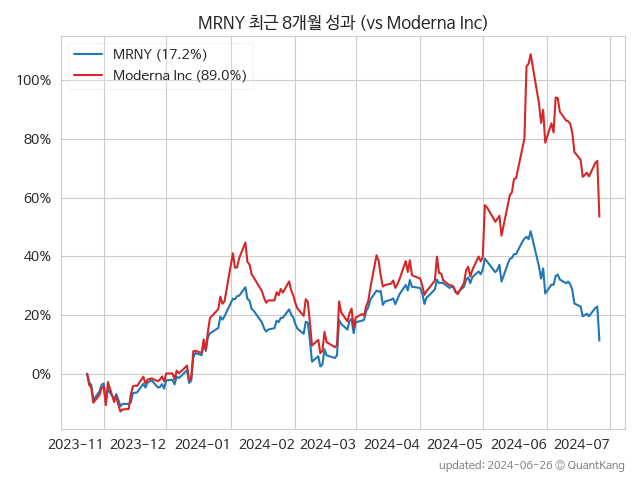 MRNY 최근 8개월 성과 (vs Moderna Inc)
MRNY (17.2%)
Moderna Inc (89.0%)
100%
80%
60%
40%
20%
0%
2023-11 2023-12 2024-01 2024-02 2024-03 2024-04 2024-05 2024-06 2024-07
updated: 2024-06-26 © QuantKang